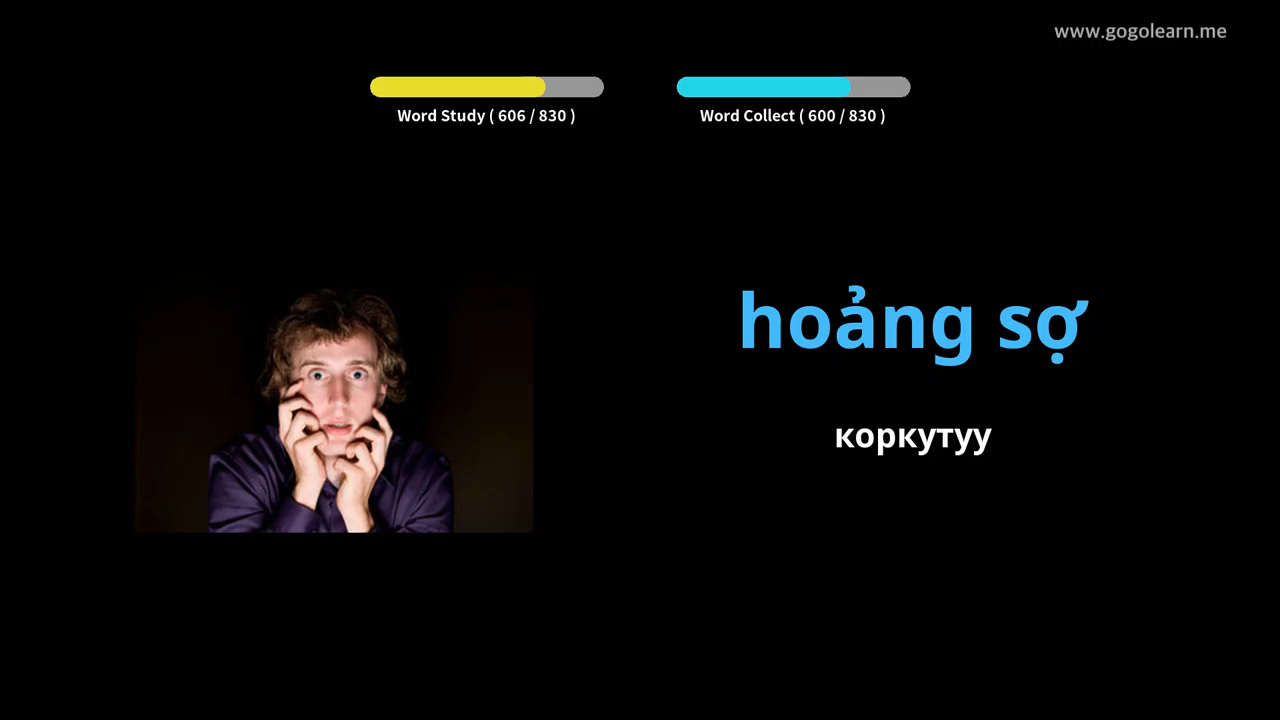 www.gogolearn.me
Word Study ( 606 / 830 )
Word Collect ( 600 / 830 )
hoảng sợ
коркутуу